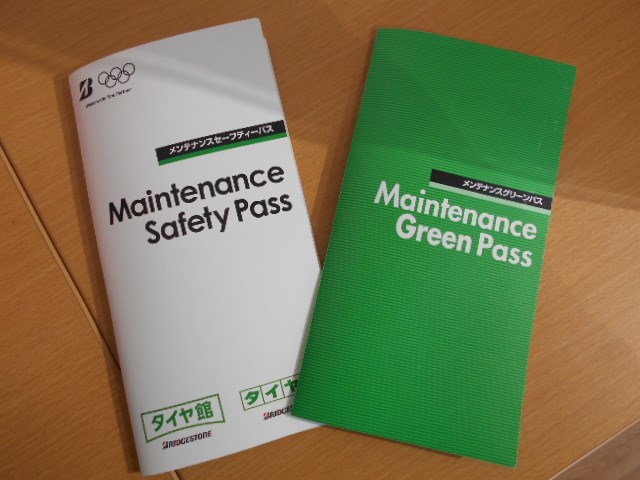 メンテナンスセーフティーパス
Maintenance
Safety Pass
タイヤ館
BRIDGESTONE
タイヤ
BRIDGESTONE
メンテナンスグリーンパス
Maintenance
Green Pass